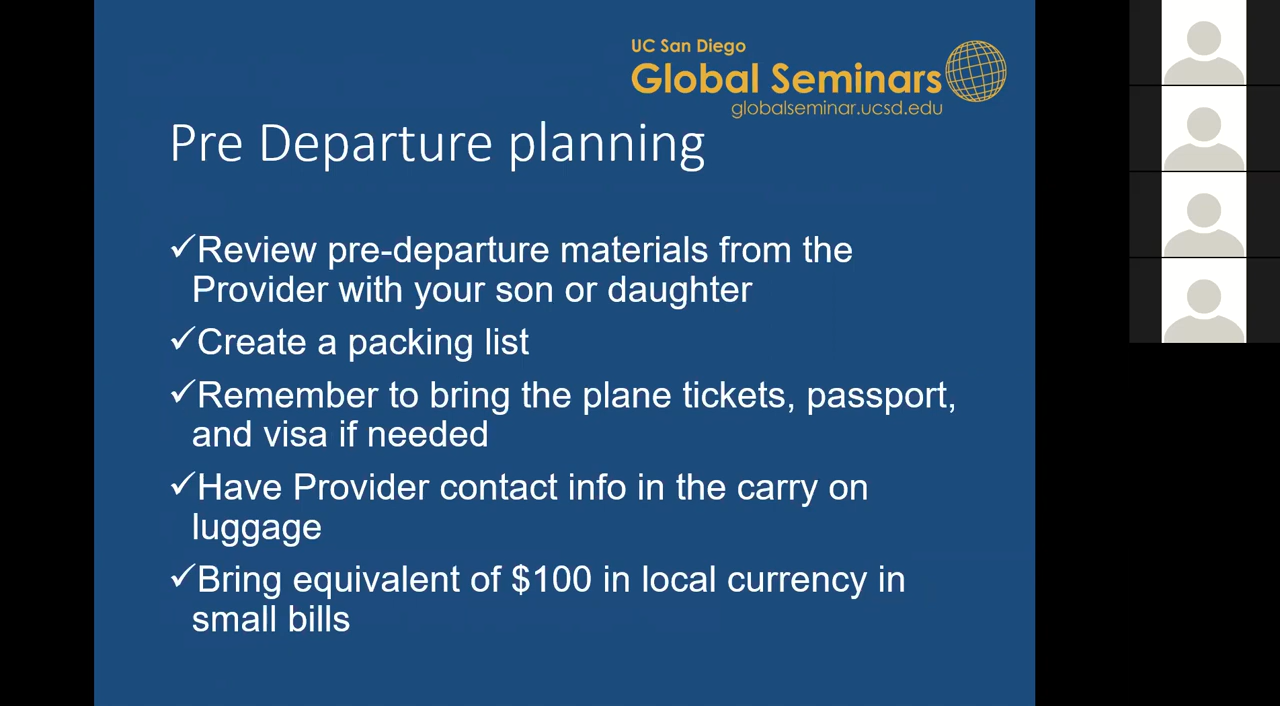 UC San Diego
Global Seminars
globalseminar.ucsd.edu
Pre Departure planning
✓Review pre-departure materials from the
Provider with your son or daughter
✓Create a packing list
✓Remember to bring the plane tickets, passport,
and visa if needed
✓Have Provider contact info in the carry on
luggage
✓Bring equivalent of $100 in local currency in
small bills